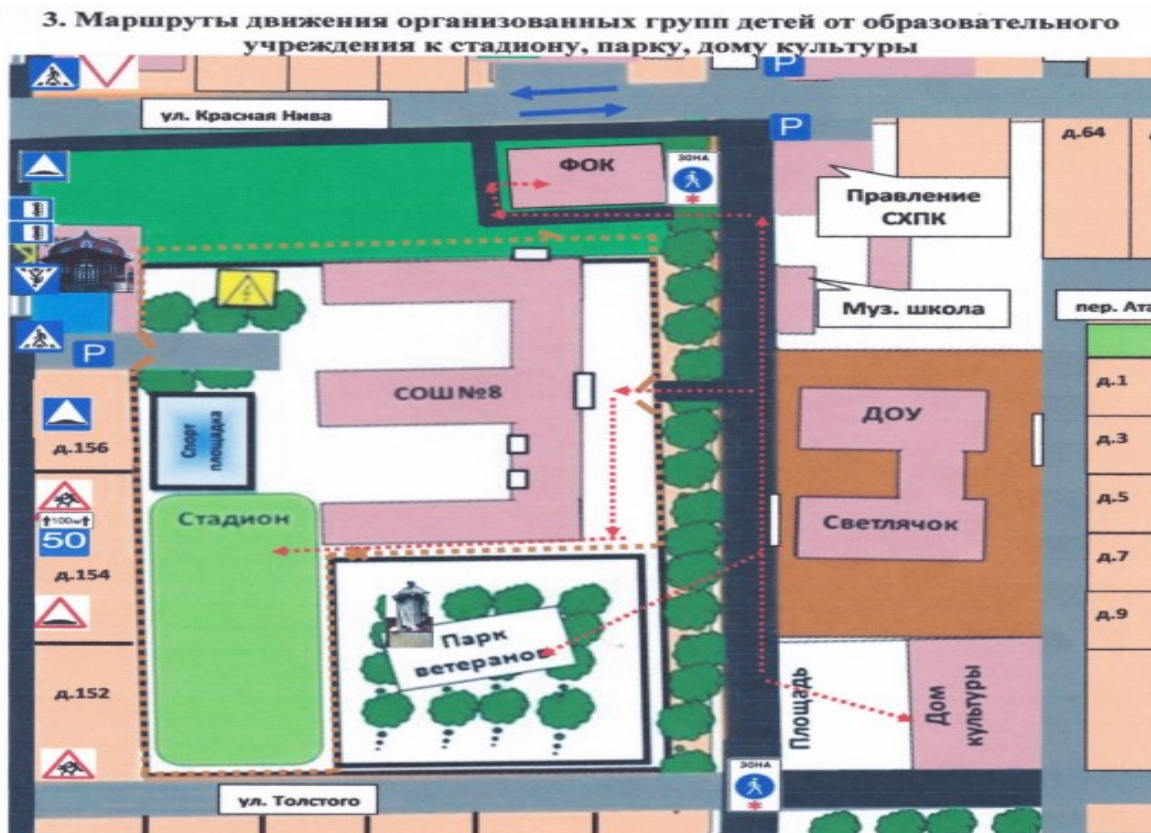 3. Маршруты движения организованных групп детей от образовательного
учреждения к стадиону, парку, дому культуры
P
ул. Красная Нива
P
ФОК
ЗОНА
д.64
Правление
СХПК
Муз. школа
пер. Ата
P
СОШ №8
ДОУ
д.1
Спорт
площадка
д.156
д.3
Стадион
Светлячок
д.5
100м
50
д.154
д.7
д.9
Парк
ветеранов
д.152
Площадь
Дом
культуры
ЗОНА
ул. Толстого